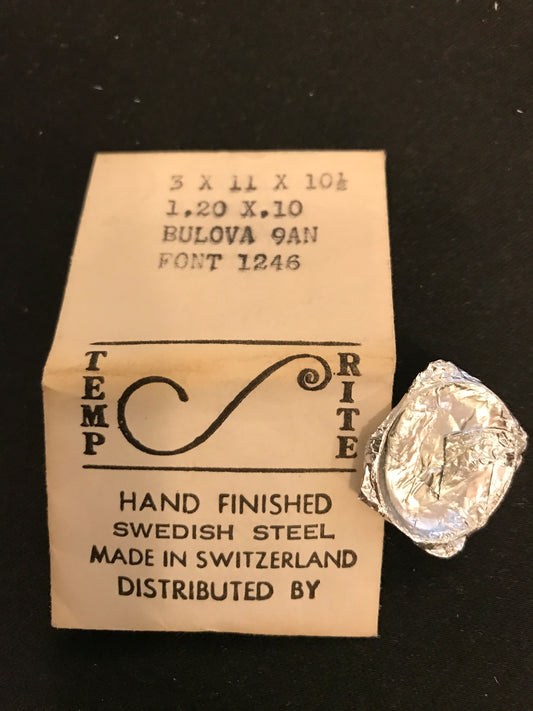 3 X 11 X 10½
1.20 X.10
BULOVA 9AN
FONT 1246
TEMP
RITE
HAND FINISHED
SWEDISH STEEL
MADE IN SWITZERLAND
DISTRIBUTED BY